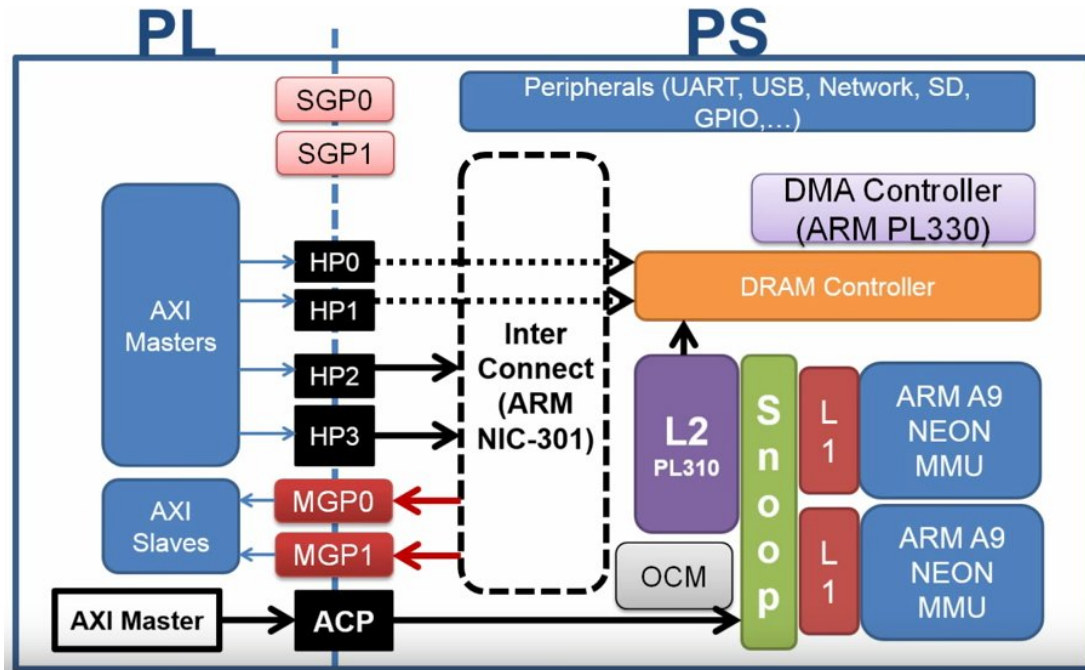 PL
PS
SGP0
SGP1
Peripherals (UART, USB, Network, SD,
GPIO,...)
DMA Controller
(ARM PL330)
AXI
Masters
HP0
HP1
HP2
HP3
Inter
Connect
(ARM
NIC-301)
DRAM Controller
L2
PL310
S
n
o
o
p
L
1
ARM A9
NEON
MMU
L
1
ARM A9
NEON
MMU
AXI
Slaves
MGP0
MGP1
OCM
AXI Master
ACP